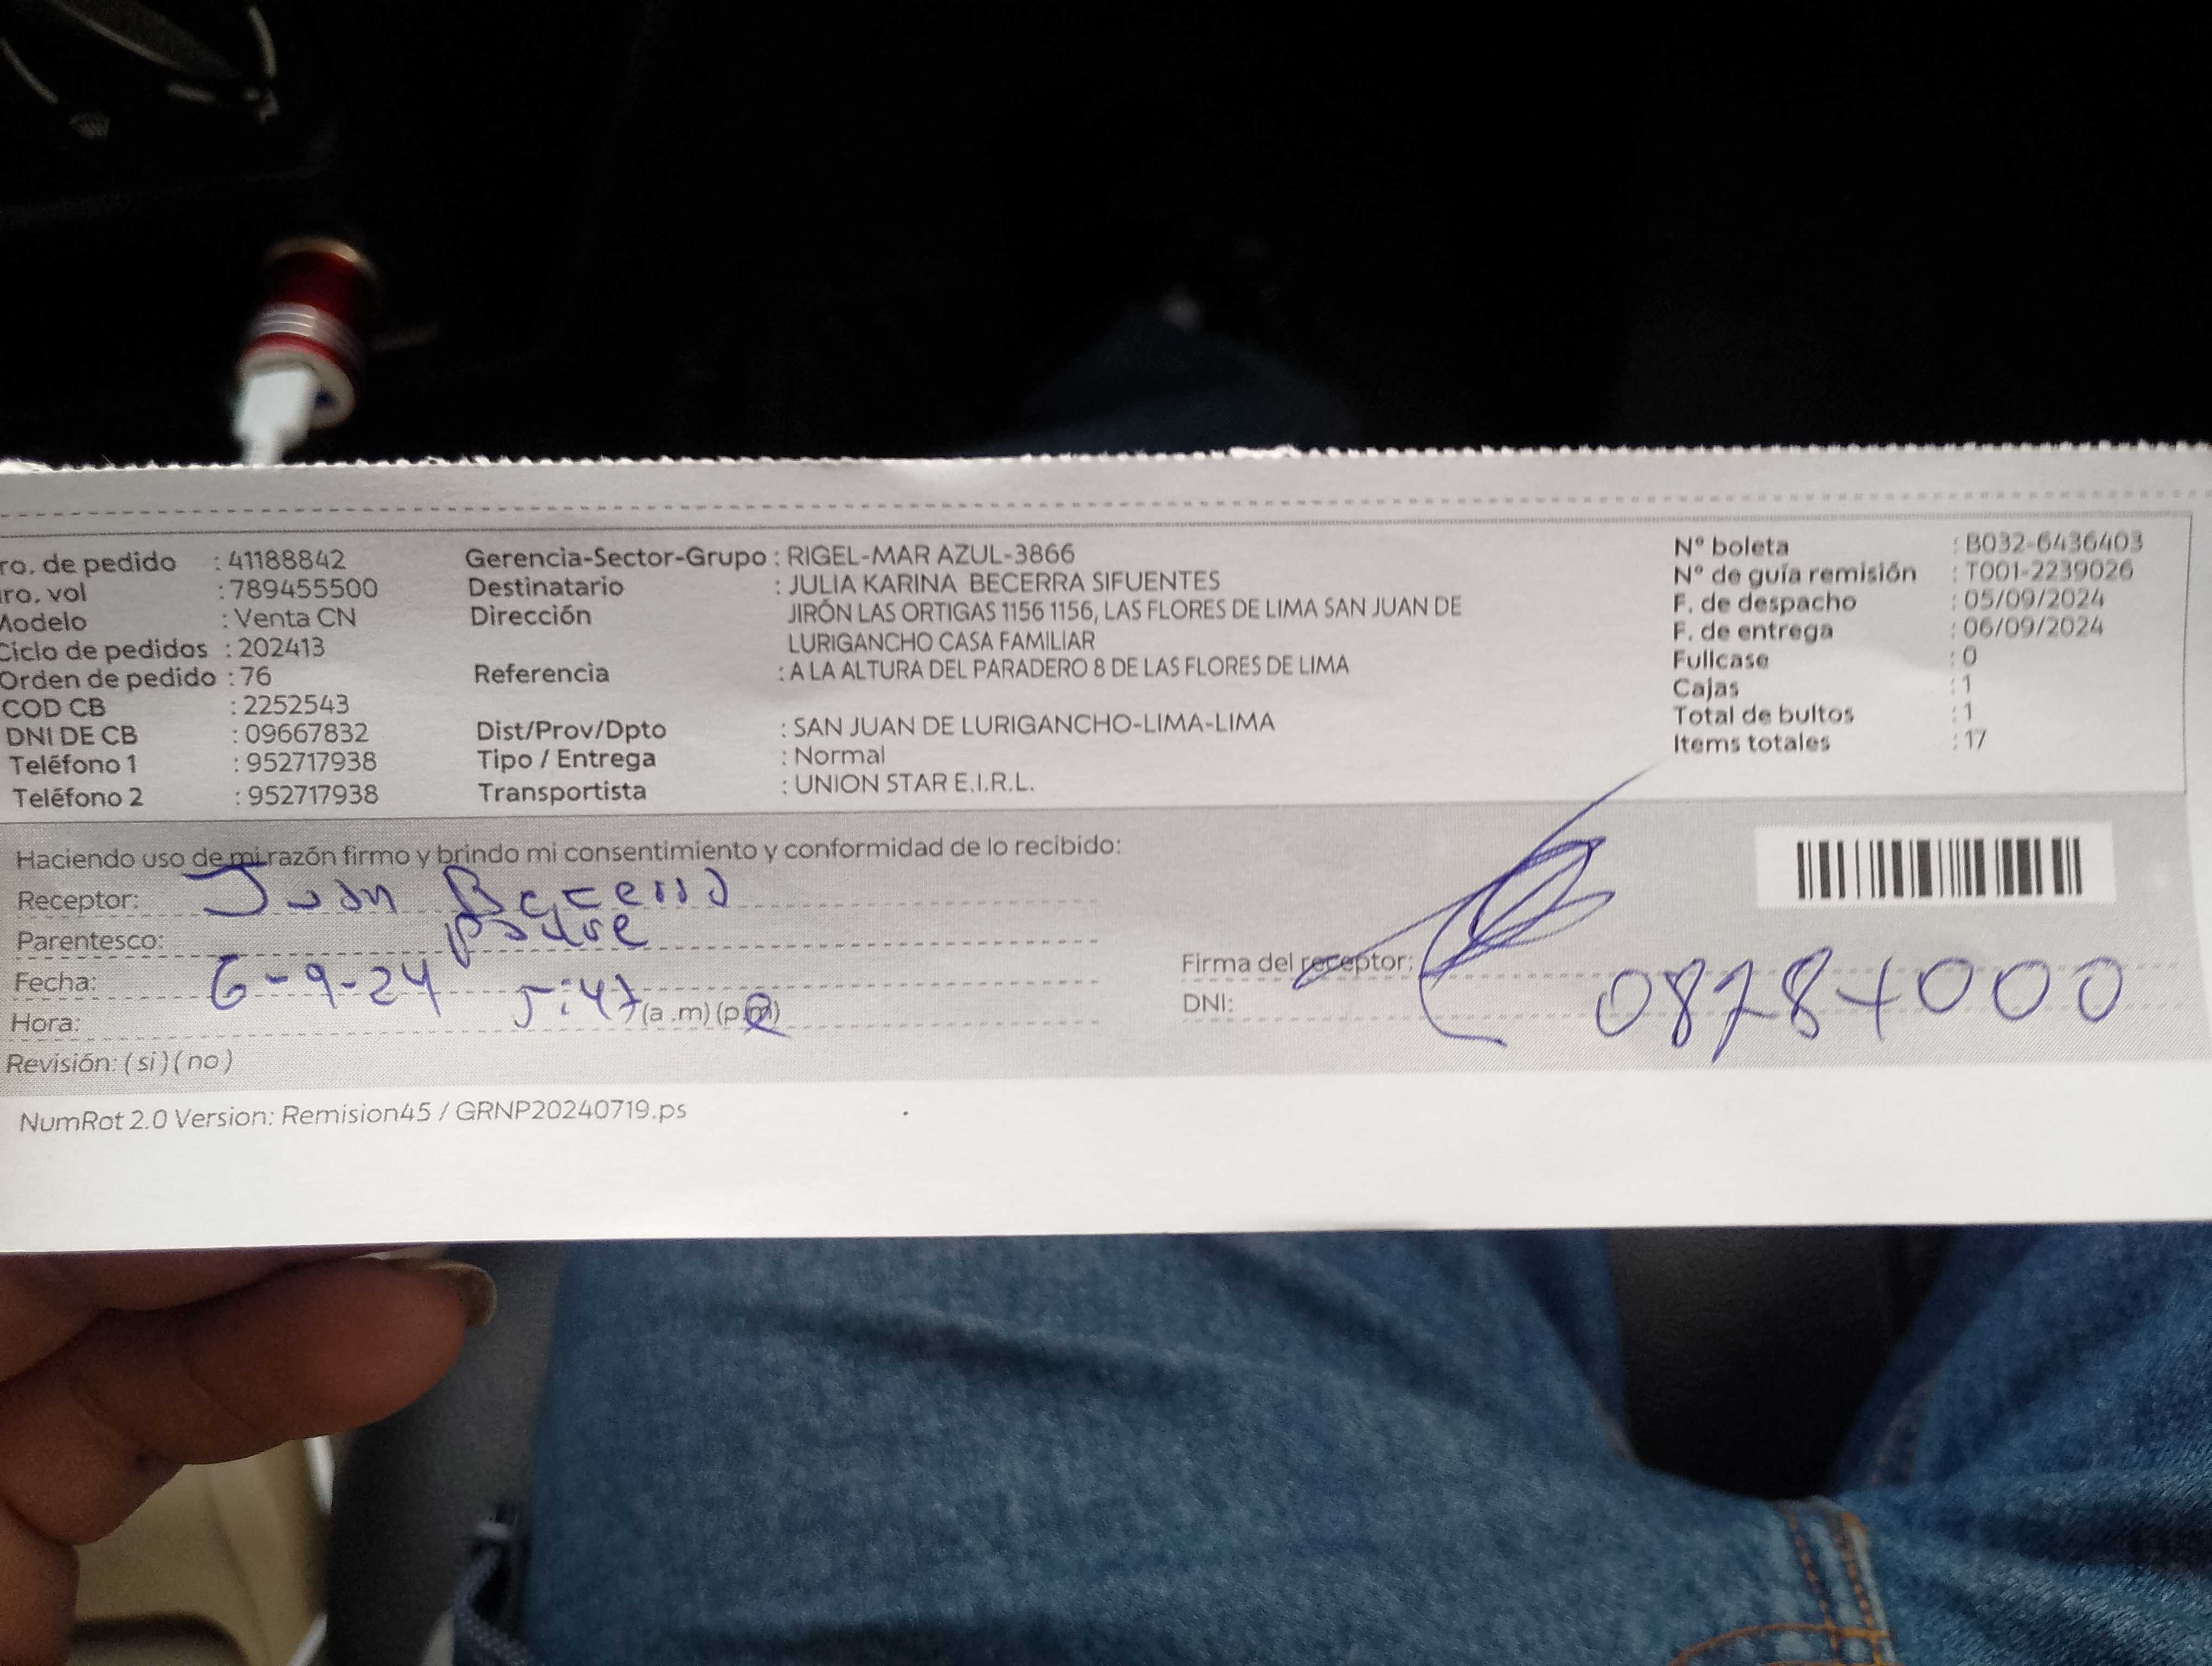 ro. de pedido : 41188842 Gerencia-Sector-Grupo : RIGEL-MAR AZUL-3866 N° boleta : B032-6436403
ro. vol : 789455500 Destinatario : JULIA KARINA BECERRA SIFUENTES N° de guía remisión : T001-2239026
Modelo : Venta CN Dirección JIRÓN LAS ORTIGAS 1156 1156, LAS FLORES DE LIMA SAN JUAN DE F. de despacho : 05/09/2024
Ciclo de pedidos : 202413 LURIGANCHO CASA FAMILIAR F. de entrega : 06/09/2024
Orden de pedido : 76 Referencia : A LA ALTURA DEL PARADERO 8 DE LAS FLORES DE LIMA Fullcase : 0
COD CB : 2252543 Cajas : 1
DNI DE CB : 09667832 Dist/Prov/Dpto : SAN JUAN DE LURIGANCHO-LIMA-LIMA Total de bultos : 1
Teléfono 1 : 952717938 Tipo / Entrega : Normal Items totales : 17
Teléfono 2 : 952717938 Transportista : UNION STAR E.I.R.L.
Haciendo uso de mi razón firmo y brindo mi consentimiento y conformidad de lo recibido:
Receptor: Juan Becerra
Parentesco: padre
Fecha: 6-9-24 Firma del receptor:
Hora: 5:47 (a .m) (p.m) DNI:
Revisión: (si) (no)
NumRot 2.0 Version: Remision45 / GRNP20240719.ps